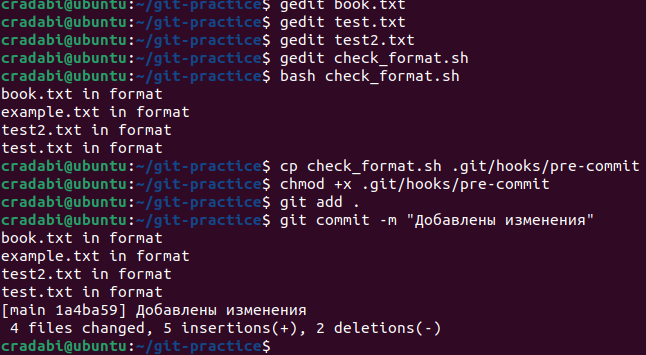 cradabi@ubuntu:~/git-practice$ gedit book.txt
cradabi@ubuntu:~/git-practice$ gedit test.txt
cradabi@ubuntu:~/git-practice$ gedit test2.txt
cradabi@ubuntu:~/git-practice$ gedit check_format.sh
cradabi@ubuntu:~/git-practice$ bash check_format.sh
book.txt in format
example.txt in format
test2.txt in format
test.txt in format
cradabi@ubuntu:~/git-practice$ cp check_format.sh .git/hooks/pre-commit
cradabi@ubuntu:~/git-practice$ chmod +x .git/hooks/pre-commit
cradabi@ubuntu:~/git-practice$ git add .
cradabi@ubuntu:~/git-practice$ git commit -m "Добавлены изменения"
book.txt in format
example.txt in format
test2.txt in format
test.txt in format
[main 1a4ba59] Добавлены изменения
 4 files changed, 5 insertions(+), 2 deletions(-)
cradabi@ubuntu:~/git-practice$